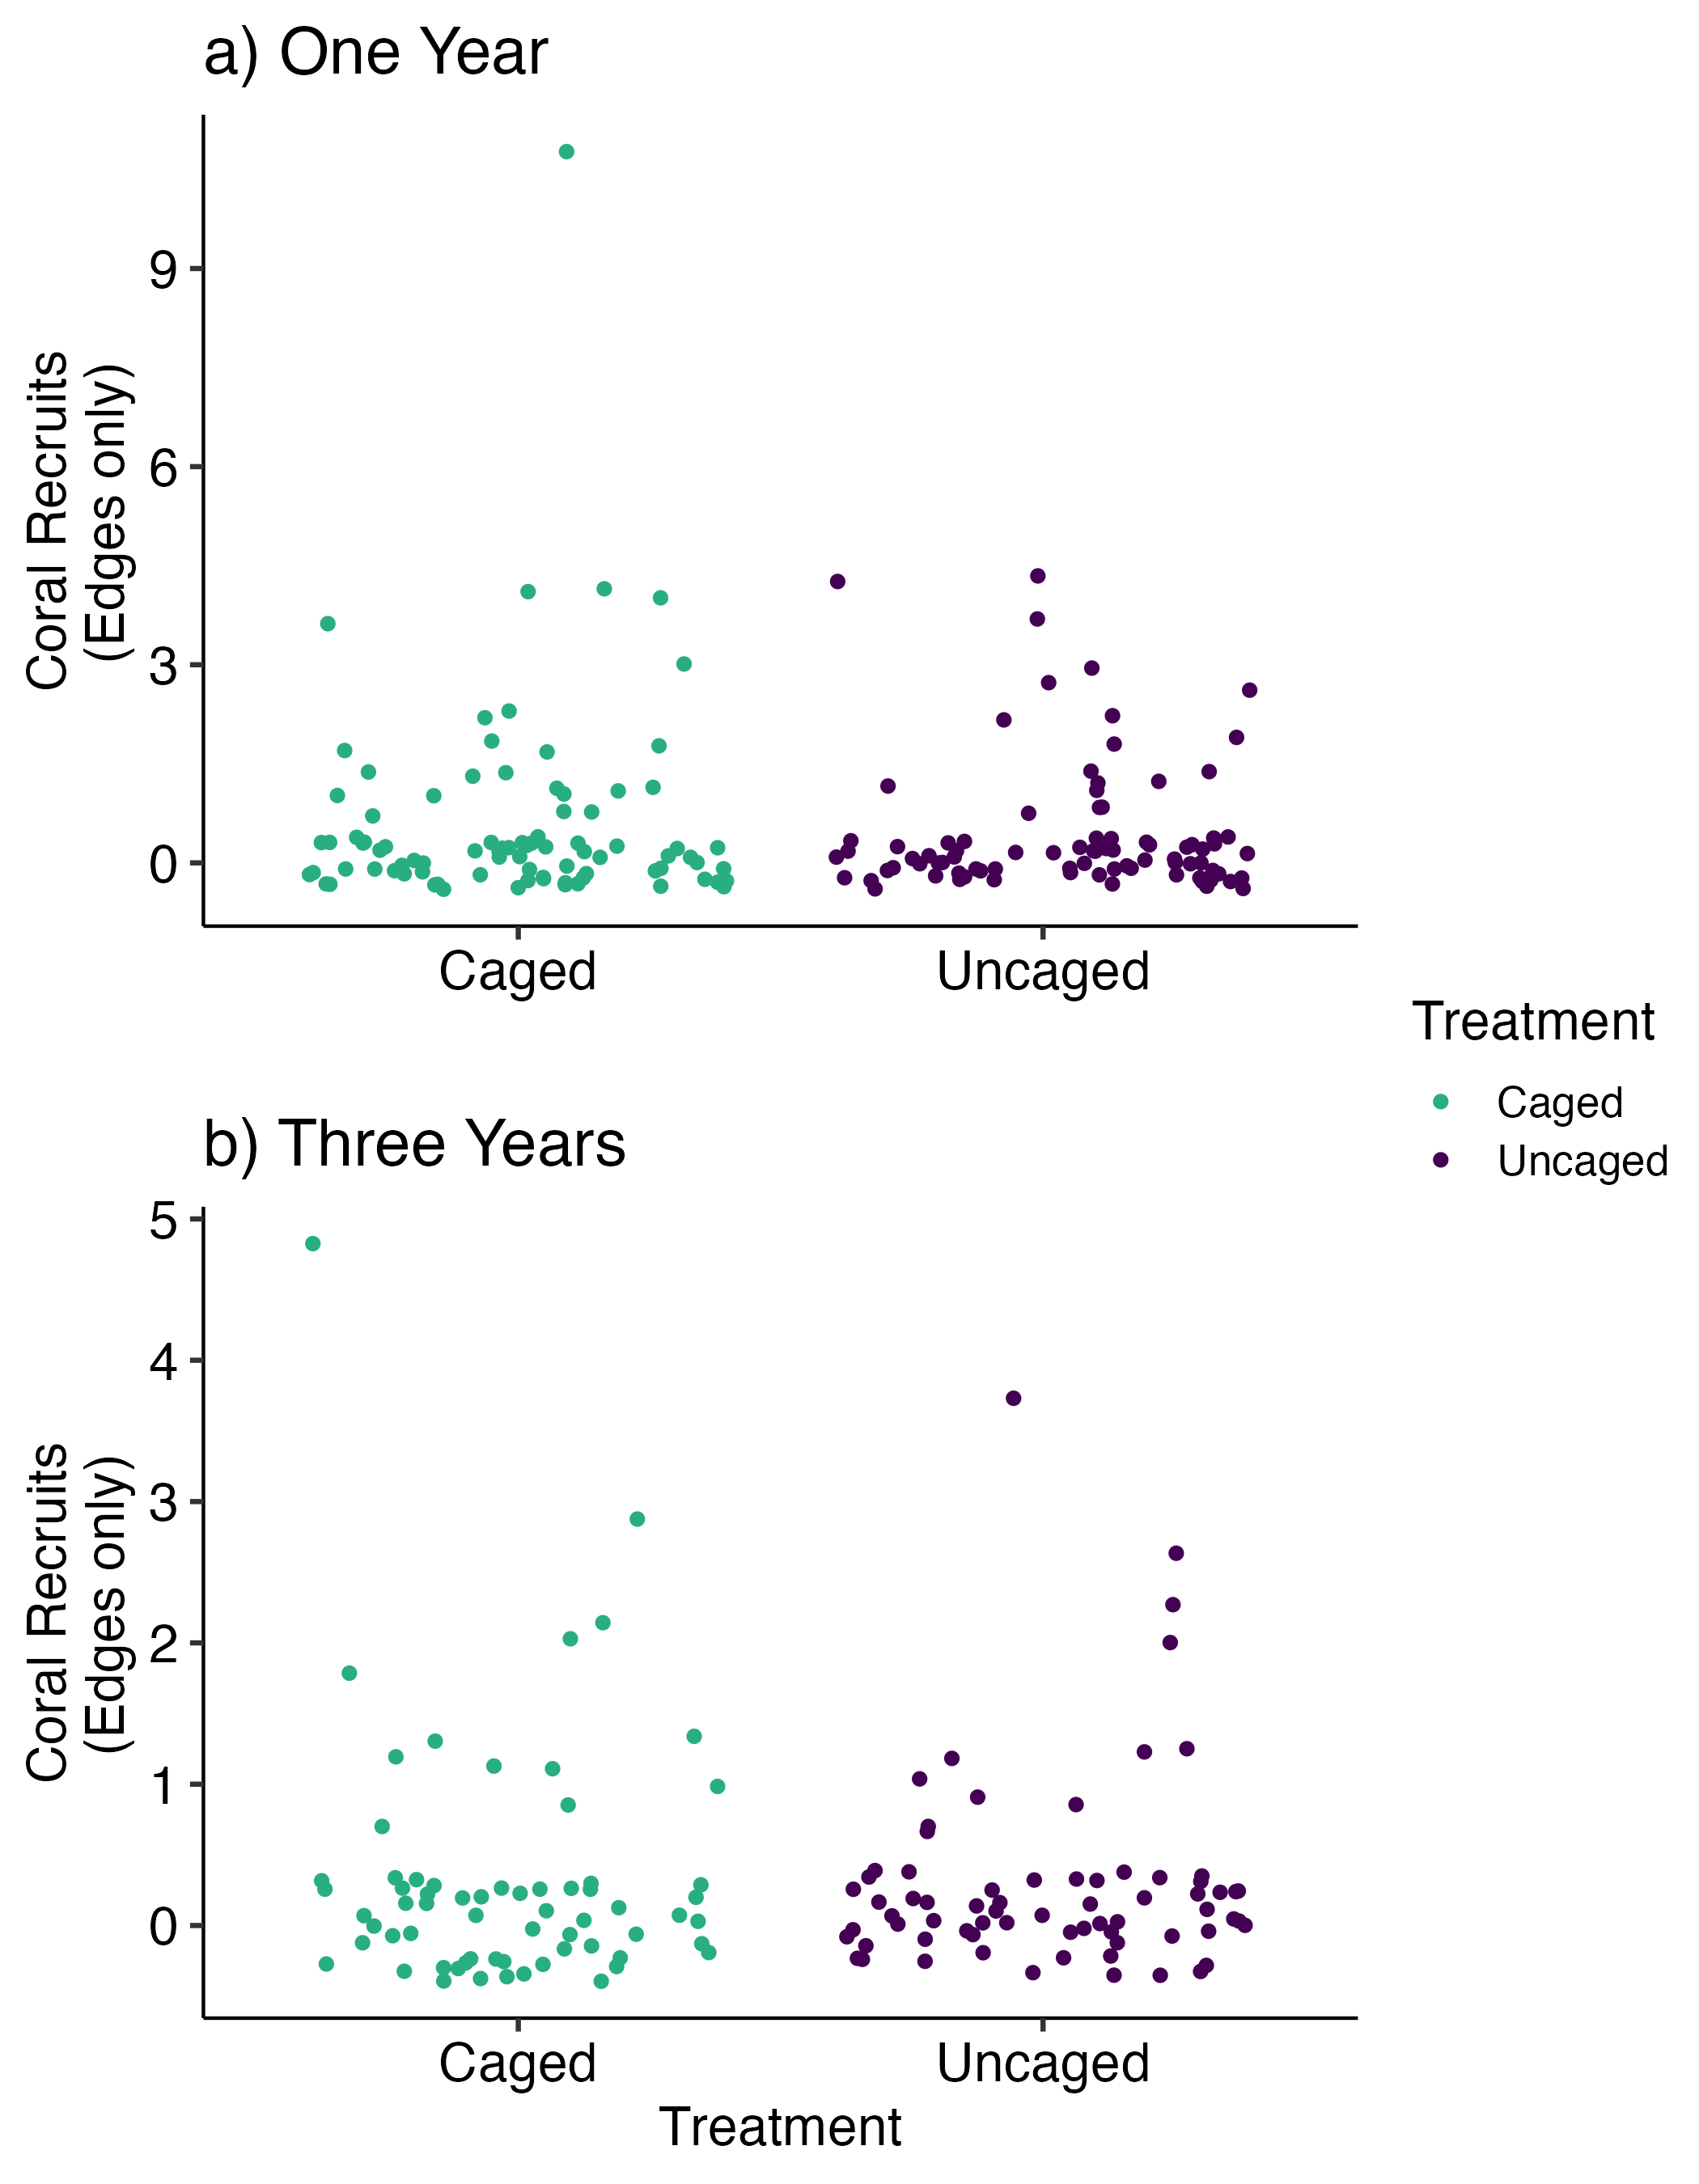 a) One Year
Coral Recruits
(Edges only)
9
6
3
0
Caged
Uncaged
Treatment
Caged
Uncaged
b) Three Years
Coral Recruits
(Edges only)
5
4
3
2
1
0
Caged
Uncaged
Treatment